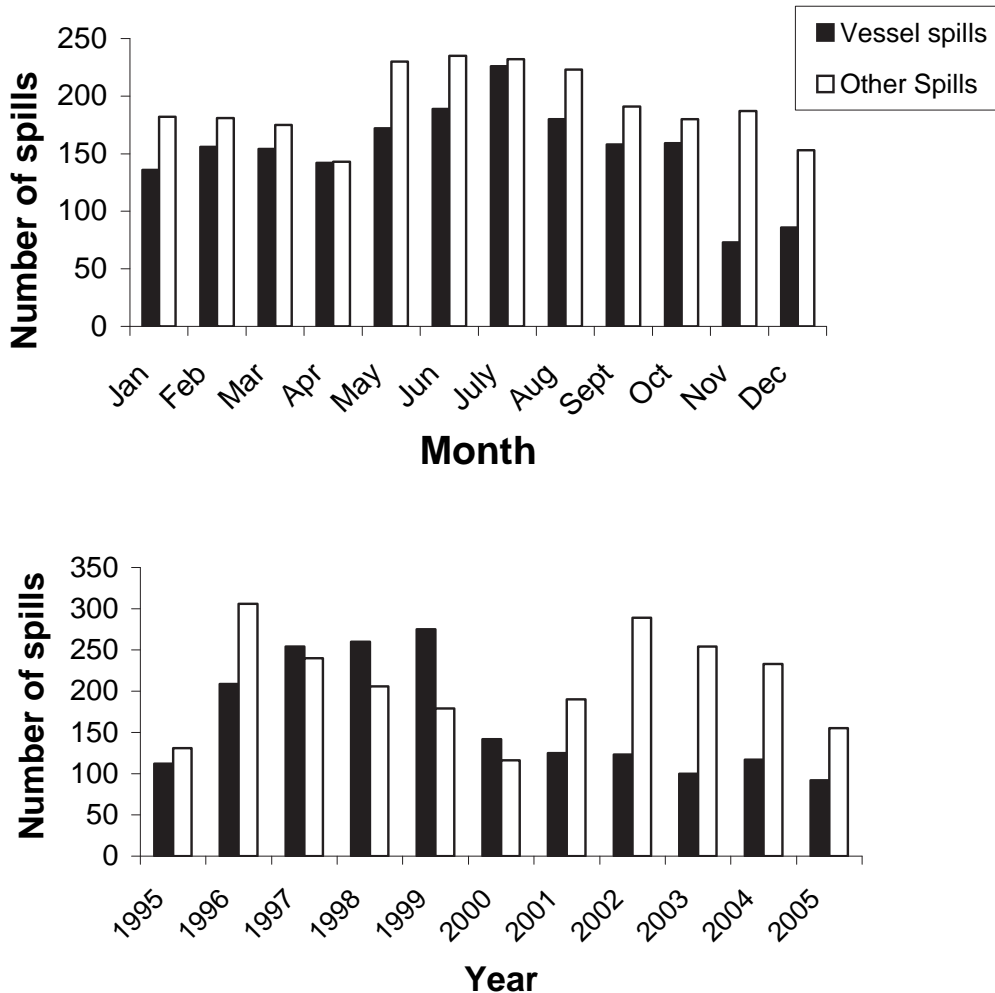 Vessel spills
Other Spills
Number of spills
250
200
150
100
50
0
Jan
Feb
Mar
Apr
May
Jun
July
Aug
Sept
Oct
Nov
Dec
Month
Number of spills
350
300
250
200
150
100
50
0
1995
1996
1997
1998
1999
2000
2001
2002
2003
2004
2005
Year